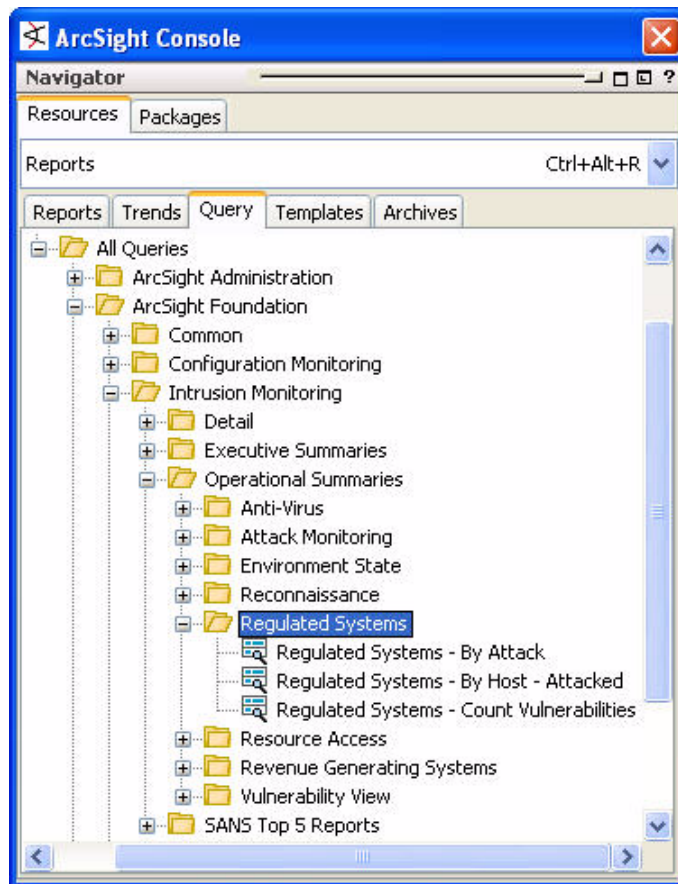 ArcSight Console
Navigator
?
Resources Packages
Reports Ctrl+Alt+R
Reports Trends Query Templates Archives
All Queries
ArcSight Administration
ArcSight Foundation
Common
Configuration Monitoring
Intrusion Monitoring
Detail
Executive Summaries
Operational Summaries
Anti-Virus
Attack Monitoring
Environment State
Reconnaissance
Regulated Systems
Regulated Systems - By Attack
Regulated Systems - By Host - Attacked
Regulated Systems - Count Vulnerabilities
Resource Access
Revenue Generating Systems
Vulnerability View
SANS Top 5 Reports